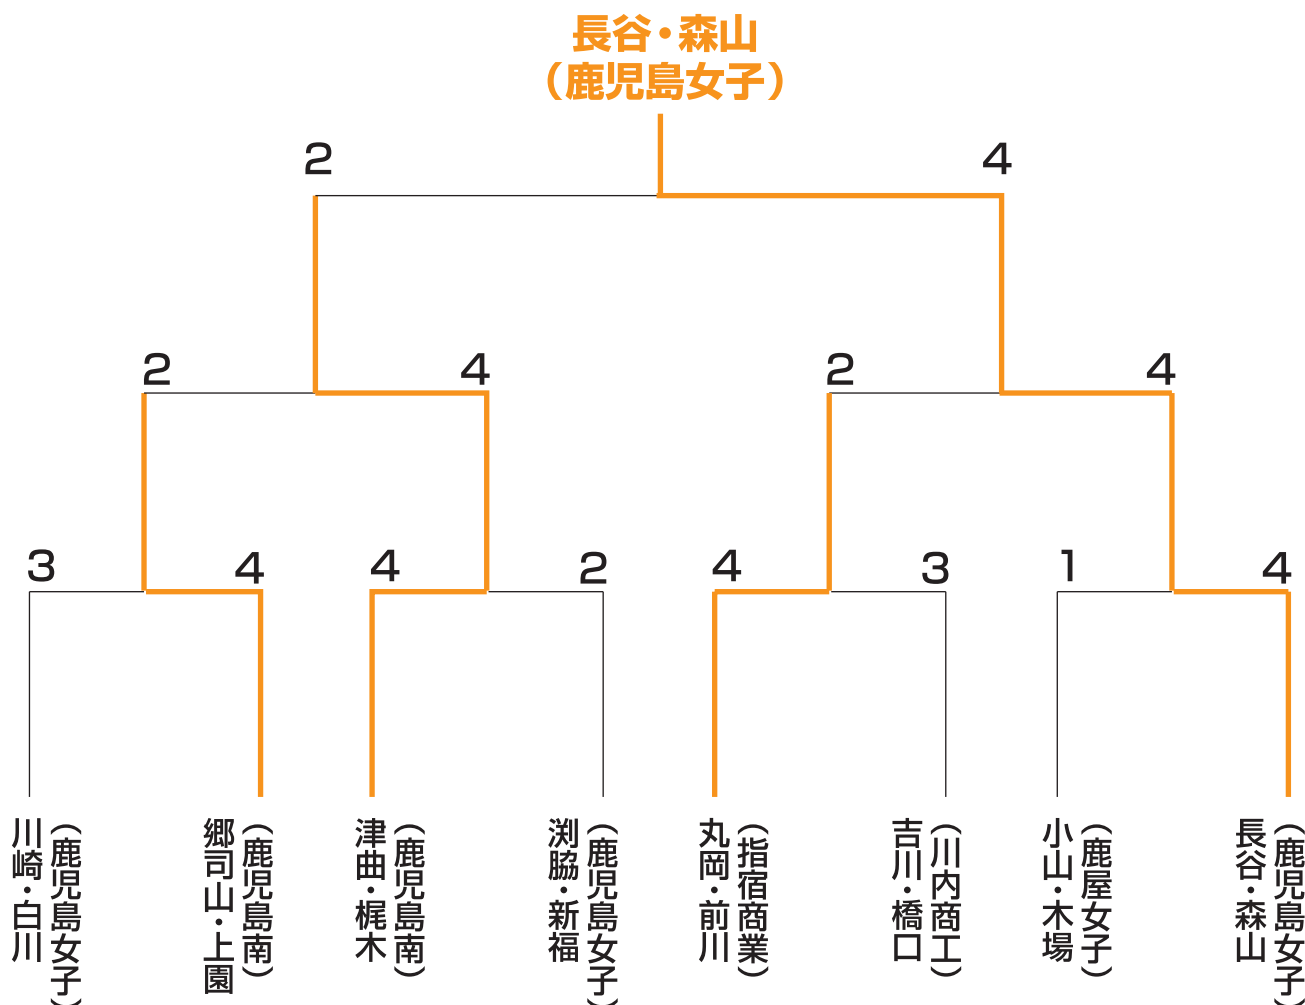 長谷・森山
（鹿児島女子）
2
4
2
4
2
4
3
4
4
2
4
3
1
4
川崎・白川
（鹿児島女子）
郷司山・上園
（鹿児島南）
津曲・梶木
（鹿児島南）
渕脇・新福
（鹿児島女子）
丸岡・前川
（指宿商業）
吉川・橋口
（川内商工）
小山・木場
（鹿屋女子）
長谷・森山
（鹿児島女子）